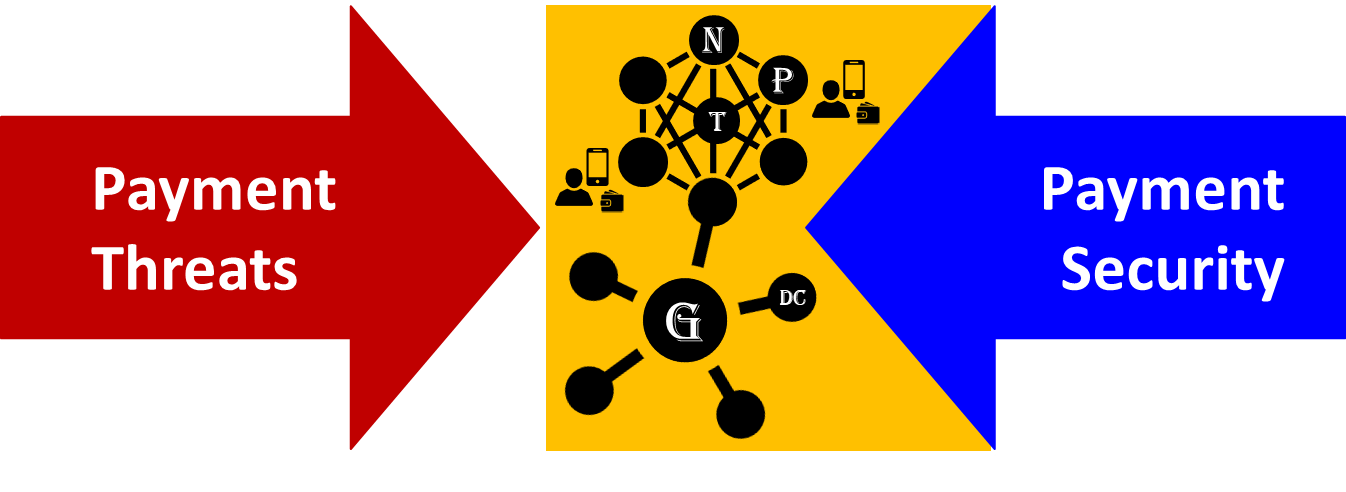 Payment
Threats
N
P
T
G
DC
Payment
Security